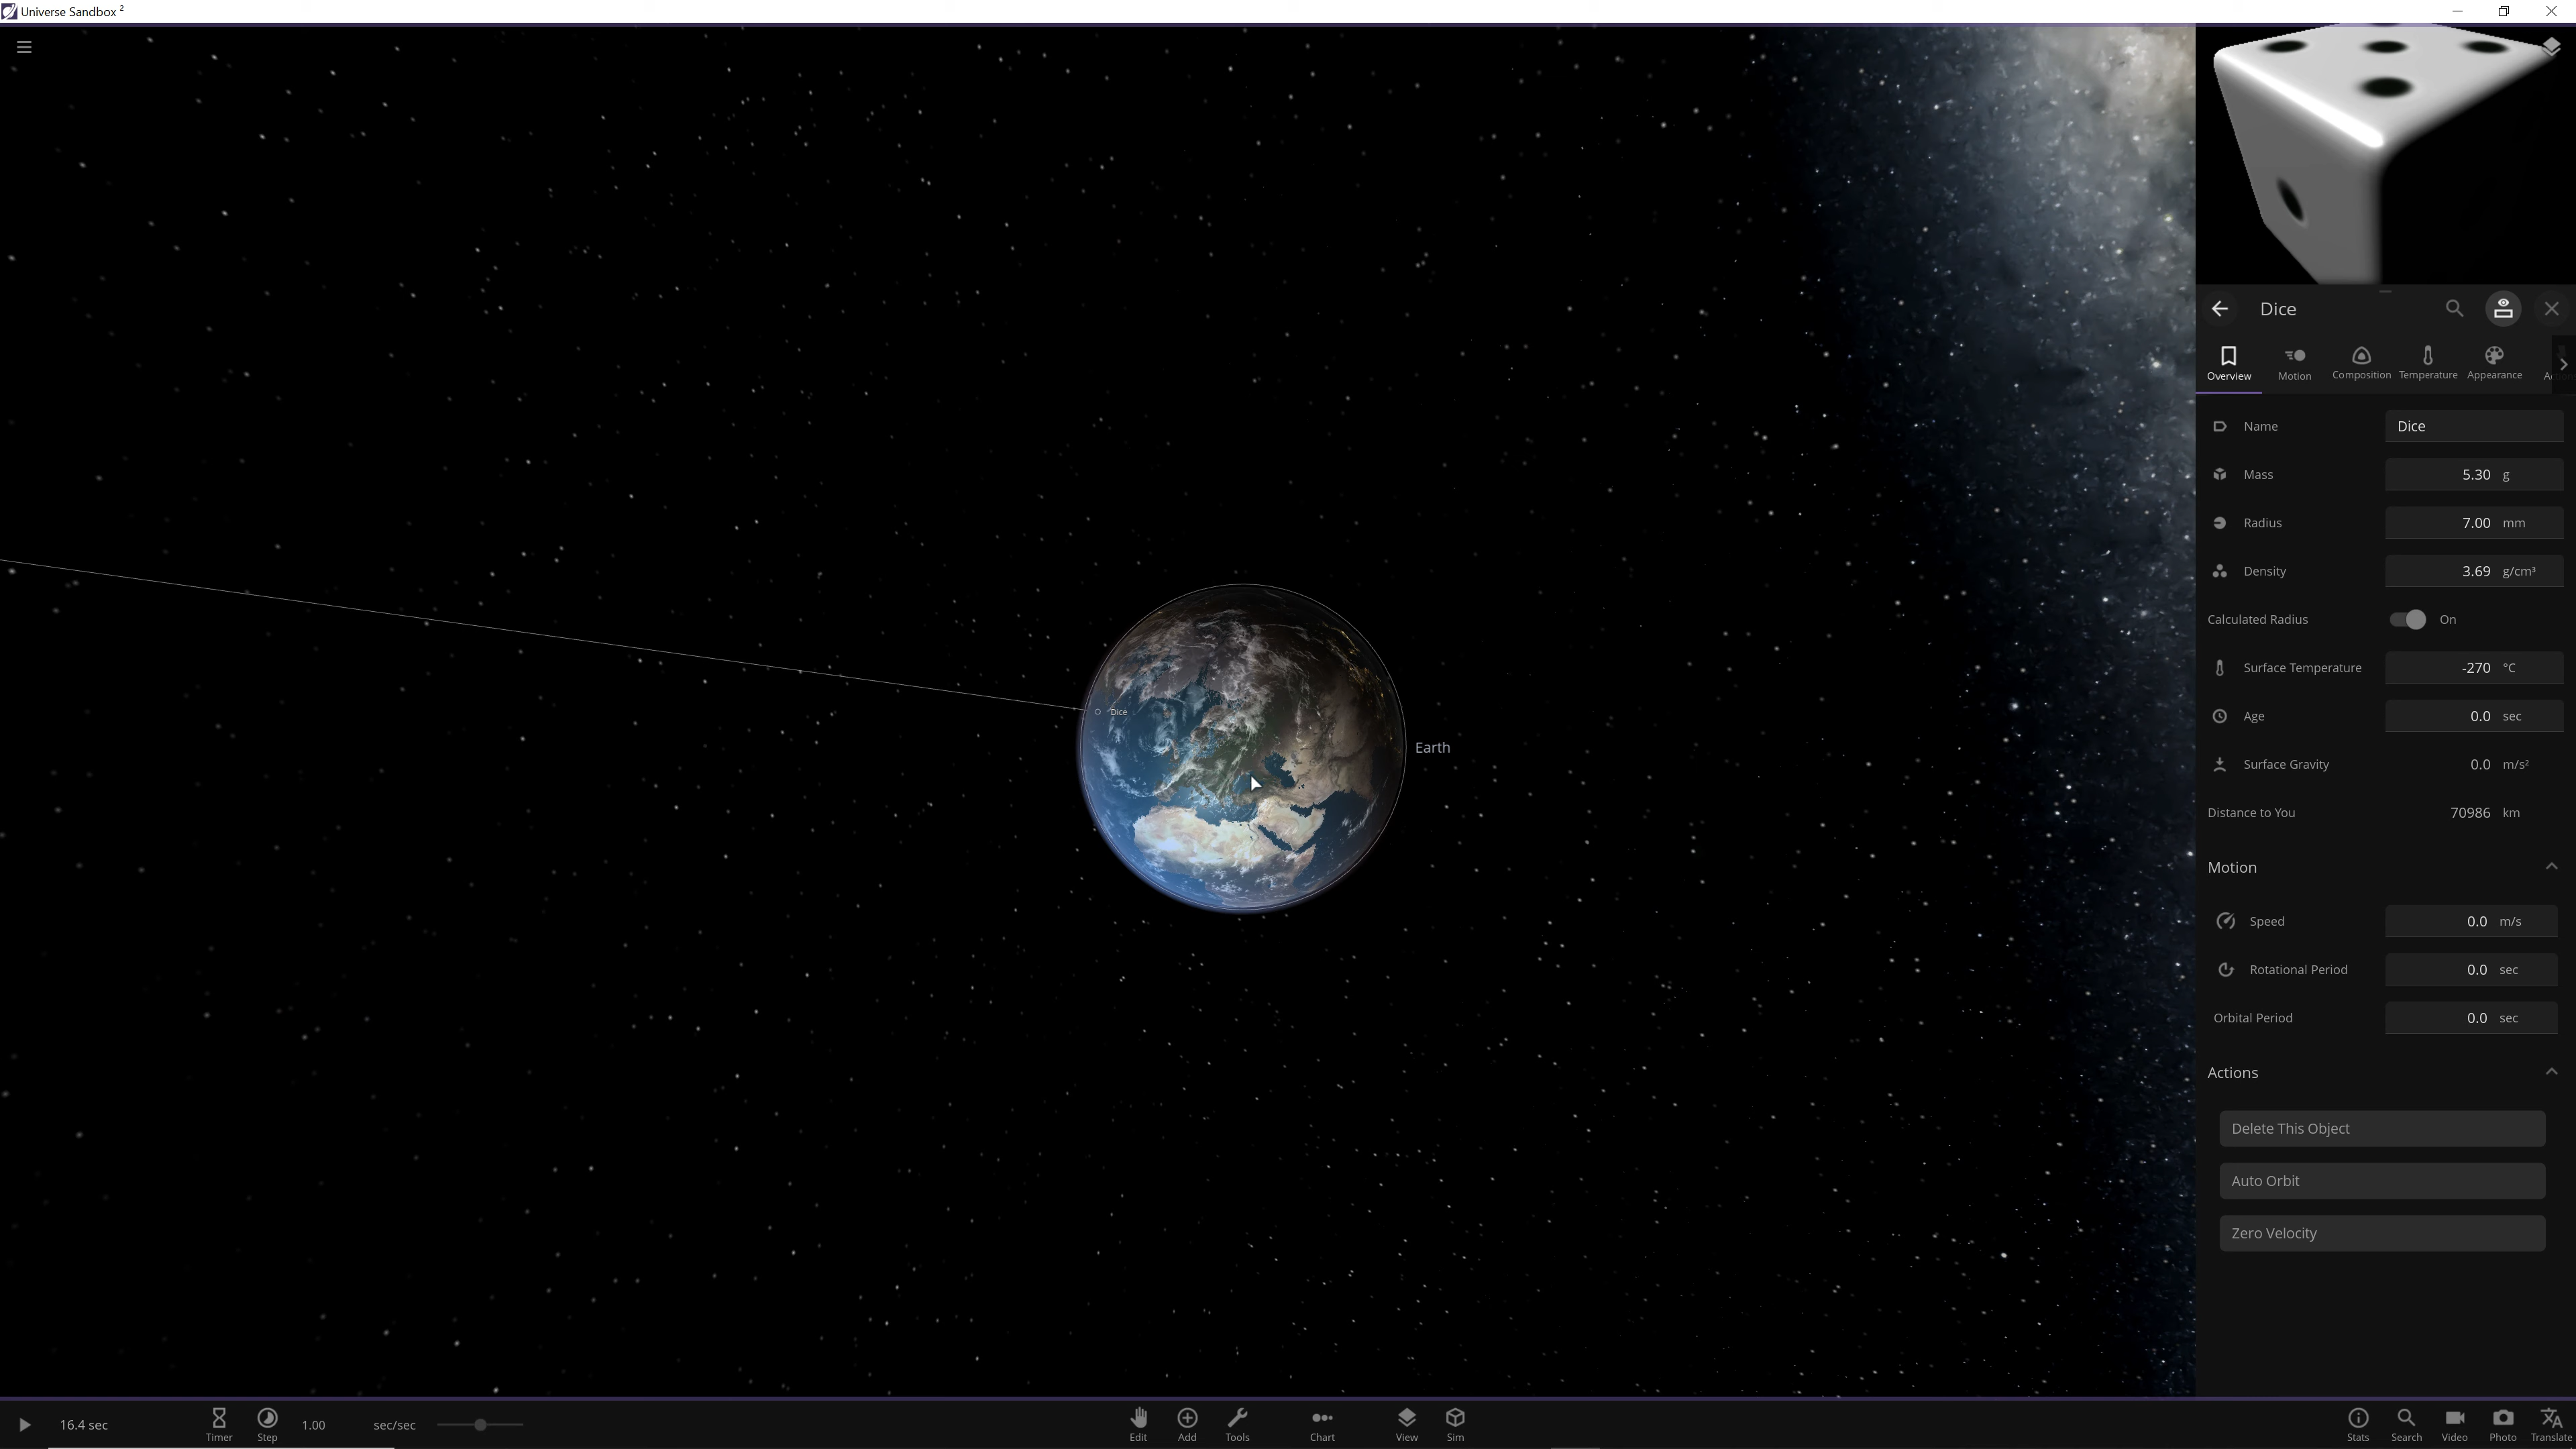 Universe Sandbox ²
Dice
Overview Motion Composition Temperature Appearance
Name Dice
Mass 5.30 g
Radius 7.00 mm
Density 3.69 g/cm³
Calculated Radius On
Surface Temperature -270 °C
Dice
Age 0.0 sec
Earth
Surface Gravity 0.0 m/s²
Distance to You 70986 km
Motion
Speed 0.0 m/s
Rotational Period 0.0 sec
Orbital Period 0.0 sec
Actions
Delete This Object
Auto Orbit
Zero Velocity
16.4 sec Timer Step 1.00 sec/sec Edit Add Tools Chart View Sim Stats Search Video Photo Translate